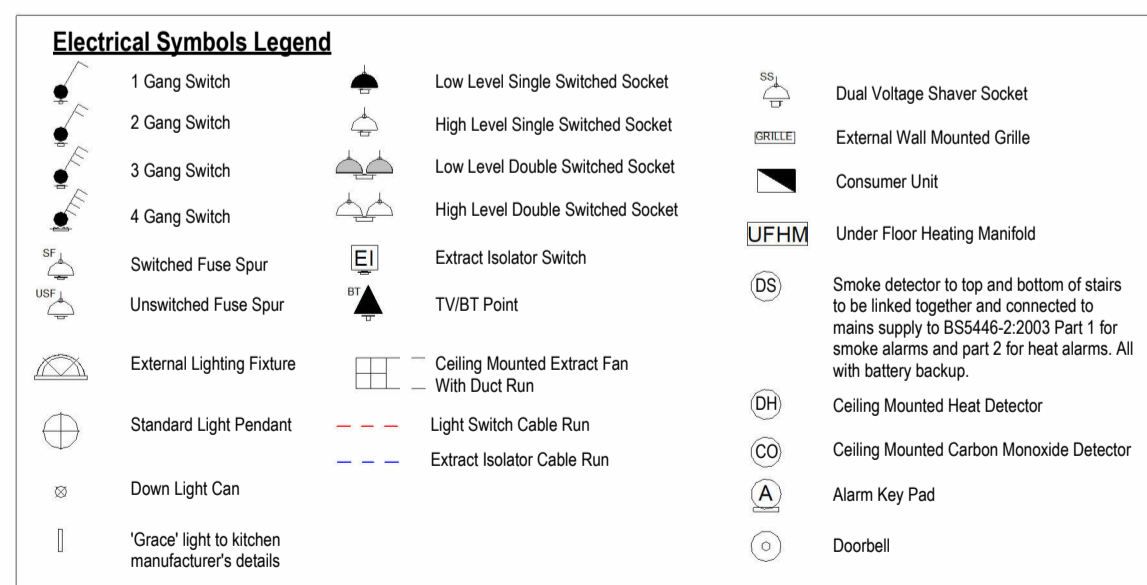 Electrical Symbols Legend
1 Gang Switch
2 Gang Switch
3 Gang Switch
4 Gang Switch
SF
Switched Fuse Spur
USF
Unswitched Fuse Spur
External Lighting Fixture
Standard Light Pendant
Down Light Can
'Grace' light to kitchen
manufacturer's details
Low Level Single Switched Socket
High Level Single Switched Socket
Low Level Double Switched Socket
High Level Double Switched Socket
EI
Extract Isolator Switch
BT
TV/BT Point
Ceiling Mounted Extract Fan
With Duct Run
Light Switch Cable Run
Extract Isolator Cable Run
SS
Dual Voltage Shaver Socket
GRILLE
External Wall Mounted Grille
Consumer Unit
UFHM
Under Floor Heating Manifold
DS
Smoke detector to top and bottom of stairs
to be linked together and connected to
mains supply to BS5446-2:2003 Part 1 for
smoke alarms and part 2 for heat alarms. All
with battery backup.
DH
Ceiling Mounted Heat Detector
CO
Ceiling Mounted Carbon Monoxide Detector
A
Alarm Key Pad
Doorbell